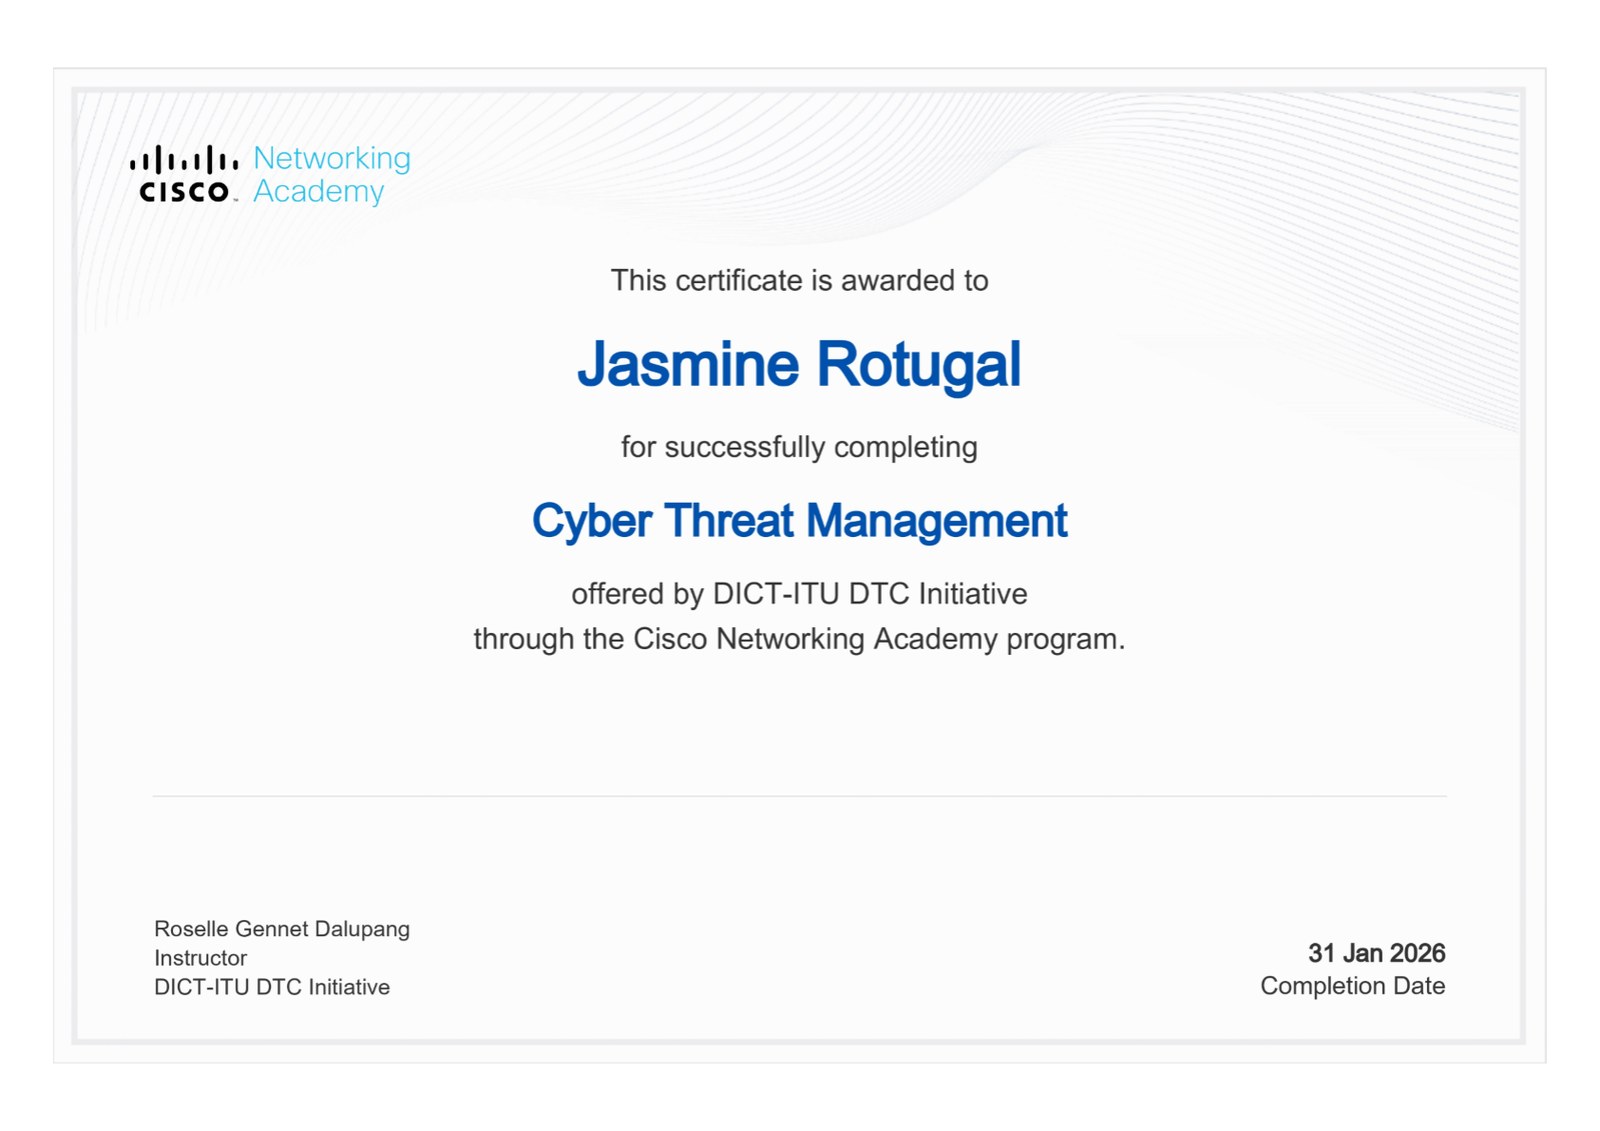 Networking
CISCO Academy
This certificate is awarded to
Jasmine Rotugal
for successfully completing
Cyber Threat Management
offered by DICT-ITU DTC Initiative
through the Cisco Networking Academy program.
Roselle Gennet Dalupang
Instructor
DICT-ITU DTC Initiative
31 Jan 2026
Completion Date